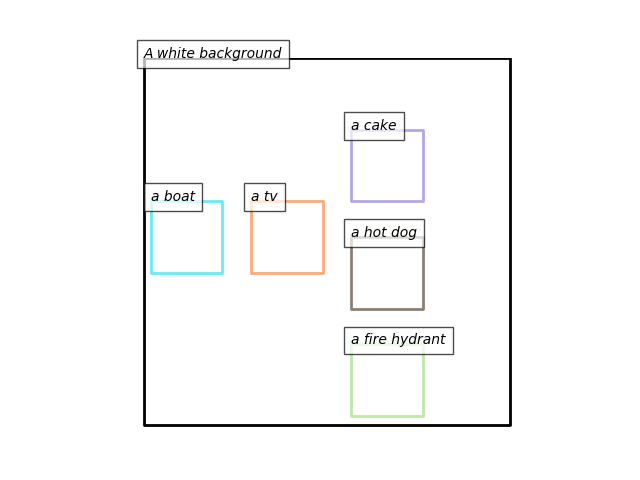 A white background
a cake
a boat
a tv
a hot dog
a fire hydrant